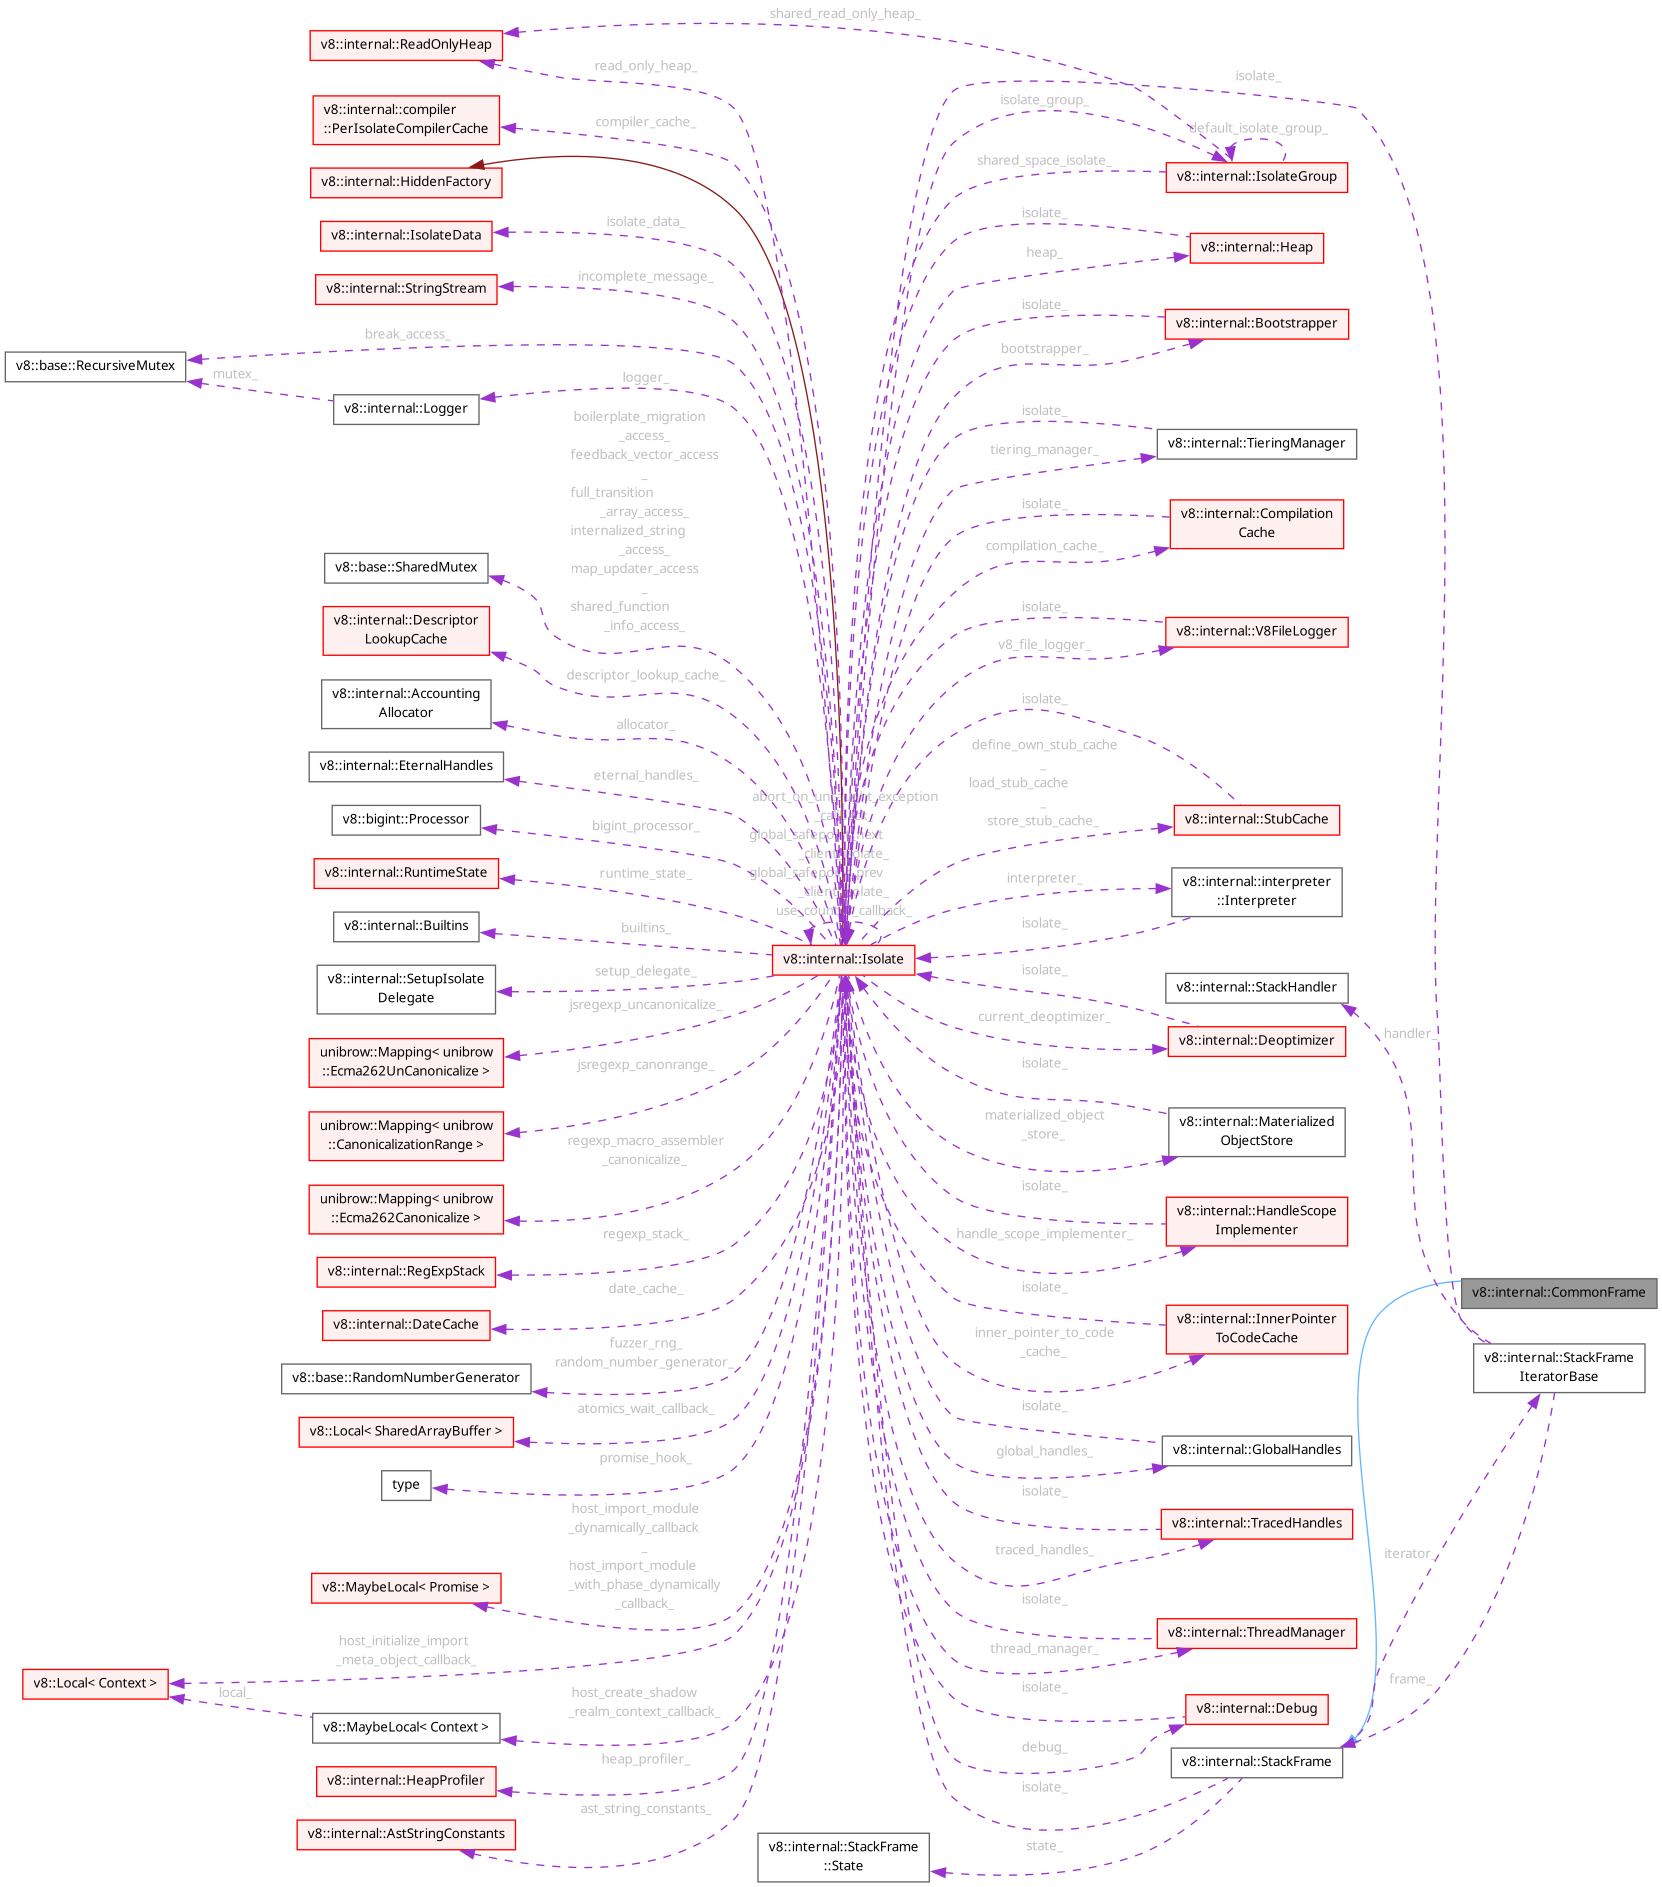 shared_read_only_heap_
v8::internal::ReadOnlyHeap
read_only_heap_
isolate_
v8::internal::compiler
::PerIsolateCompilerCache
compiler_cache_
isolate_group_
default_isolate_group_
v8::internal::HiddenFactory
shared_space_isolate_
v8::internal::IsolateGroup
v8::internal::IsolateData
isolate_data_
isolate_
v8::internal::Heap
heap_
v8::internal::StringStream
incomplete_message_
isolate_
v8::internal::Bootstrapper
bootstrapper_
break_access_
v8::base::RecursiveMutex
mutex_
logger_
v8::internal::Logger
isolate_
v8::internal::TieringManager
tiering_manager_
boilerplate_migration
_access_
feedback_vector_access
_
full_transition
_array_access_
internalized_string
_access_
map_updater_access
_
shared_function
_info_access_
isolate_
v8::internal::Compilation
Cache
compilation_cache_
v8::base::SharedMutex
v8::internal::Descriptor
LookupCache
descriptor_lookup_cache_
isolate_
v8::internal::V8FileLogger
v8_file_logger_
v8::internal::Accounting
Allocator
allocator_
isolate_
define_own_stub_cache
_
load_stub_cache
_
store_stub_cache_
v8::internal::StubCache
v8::internal::EternalHandles
eternal_handles_
v8::bigint::Processor
bigint_processor_
v8::internal::RuntimeState
runtime_state_
_client_isolate_
_client_isolate_
interpreter_
v8::internal::interpreter
::Interpreter
isolate_
v8::internal::Builtins
builtins_
v8::internal::Isolate
v8::internal::SetupIsolate
Delegate
setup_delegate_
isolate_
v8::internal::StackHandler
handler_
jsregexp_uncanonicalize_
current_deoptimizer_
v8::internal::Deoptimizer
unibrow::Mapping< unibrow
::Ecma262UnCanonicalize >
jsregexp_canonrange_
isolate_
unibrow::Mapping< unibrow
::CanonicalizationRange >
materialized_object
_store_
v8::internal::Materialized
ObjectStore
regexp_macro_assembler
_canonicalize_
isolate_
unibrow::Mapping< unibrow
::Ecma262Canonicalize >
v8::internal::HandleScope
Implementer
handle_scope_implementer_
regexp_stack_
v8::internal::RegExpStack
isolate_
v8::internal::CommonFrame
date_cache_
v8::internal::DateCache
v8::internal::InnerPointer
ToCodeCache
inner_pointer_to_code
_cache_
fuzzer_rng_
random_number_generator_
v8::base::RandomNumberGenerator
v8::internal::StackFrame
IteratorBase
atomics_wait_callback_
v8::Local< SharedArrayBuffer >
isolate_
v8::internal::GlobalHandles
global_handles_
promise_hook_
type
isolate_
v8::internal::TracedHandles
traced_handles_
iterator_
host_import_module
_dynamically_callback
_
host_import_module
_with_phase_dynamically
_callback_
v8::MaybeLocal< Promise >
isolate_
v8::internal::ThreadManager
thread_manager_
host_initialize_import
_meta_object_callback_
v8::Local< Context >
local_
isolate_
frame_
host_create_shadow
_realm_context_callback_
v8::MaybeLocal< Context >
v8::internal::Debug
debug_
heap_profiler_
v8::internal::HeapProfiler
v8::internal::StackFrame
isolate_
ast_string_constants_
v8::internal::AstStringConstants
v8::internal::StackFrame
::State
state_